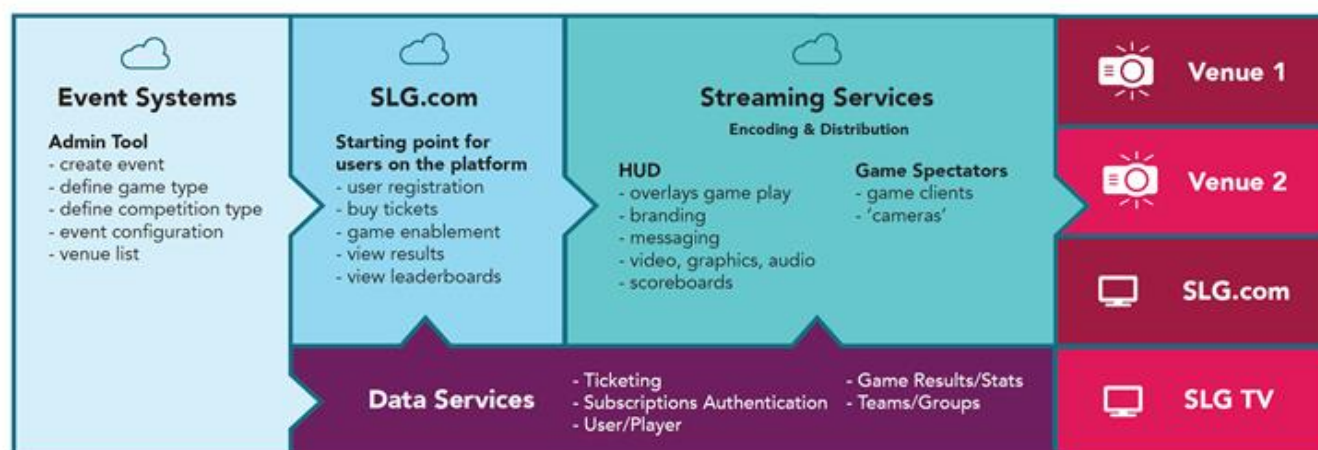 Event Systems
Admin Tool
- create event
- define game type
- define competition type
- event configuration
- venue list
SLG.com
Starting point for
users on the platform
- user registration
- buy tickets
- game enablement
- view results
- view leaderboards
Streaming Services
Encoding & Distribution
HUD
- overlays game play
- branding
- messaging
- video, graphics, audio
- scoreboards
Game Spectators
- game clients
- 'cameras'
Data Services
- Ticketing
- Subscriptions Authentication
- User/Player
- Game Results/Stats
- Teams/Groups
Venue 1
Venue 2
SLG.com
SLG TV